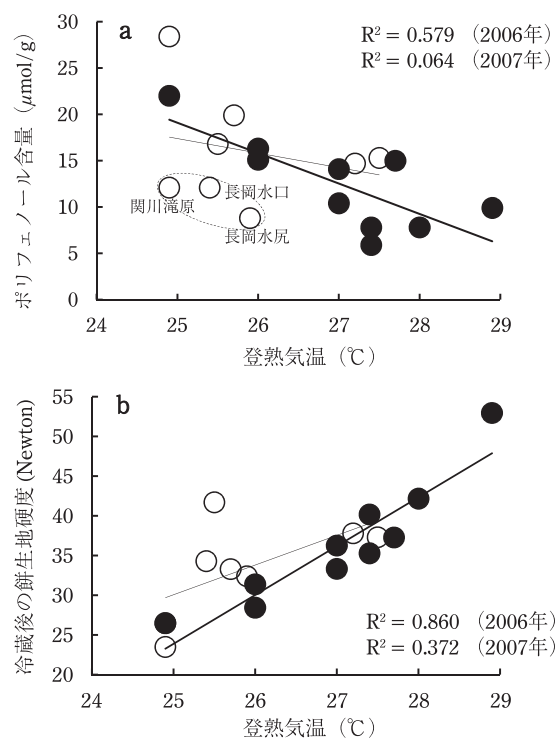 a
R² = 0.579 （2006年）
R² = 0.064 （2007年）
ポリフェノール含量（μmol/g）
30
25
20
15
10
5
0
長岡水口
関川滝原
長岡水尻
24 25 26 27 28 29
登熟気温（℃）
b
冷蔵後の餅生地硬度(Newton)
55
50
45
40
35
30
25
20
R² = 0.860 （2006年）
R² = 0.372 （2007年）
24 25 26 27 28 29
登熟気温（℃）